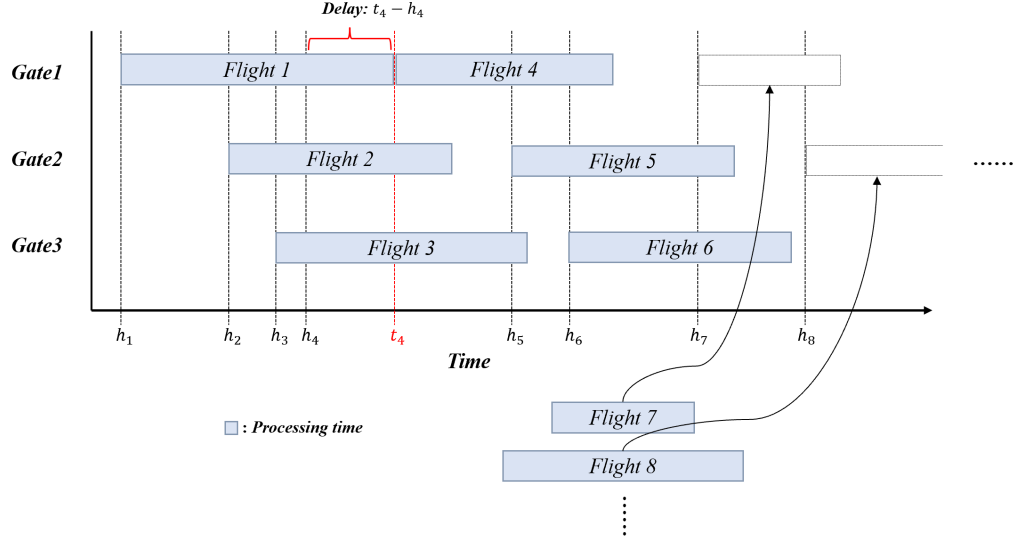 Delay: t₄ − h₄
Gate1
Flight 1
Flight 4
Gate2
Flight 2
Flight 5
......
Gate3
Flight 3
Flight 6
h₁
h₂
h₃
h₄
t₄
h₅
h₆
h₇
h₈
Time
Flight 7
: Processing time
Flight 8